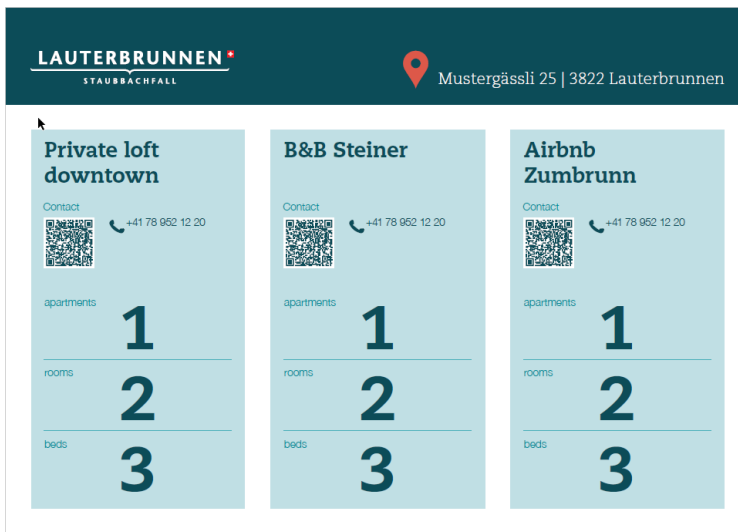 LAUTERBRUNNEN
STAUBBACHFALL
Mustergässli 25 | 3822 Lauterbrunnen
Private loft
downtown
Contact
+41 78 952 12 20
apartments
1
rooms
2
beds
3
B&B Steiner
Contact
+41 78 952 12 20
apartments
1
rooms
2
beds
3
Airbnb
Zumbrunn
Contact
+41 78 952 12 20
apartments
1
rooms
2
beds
3